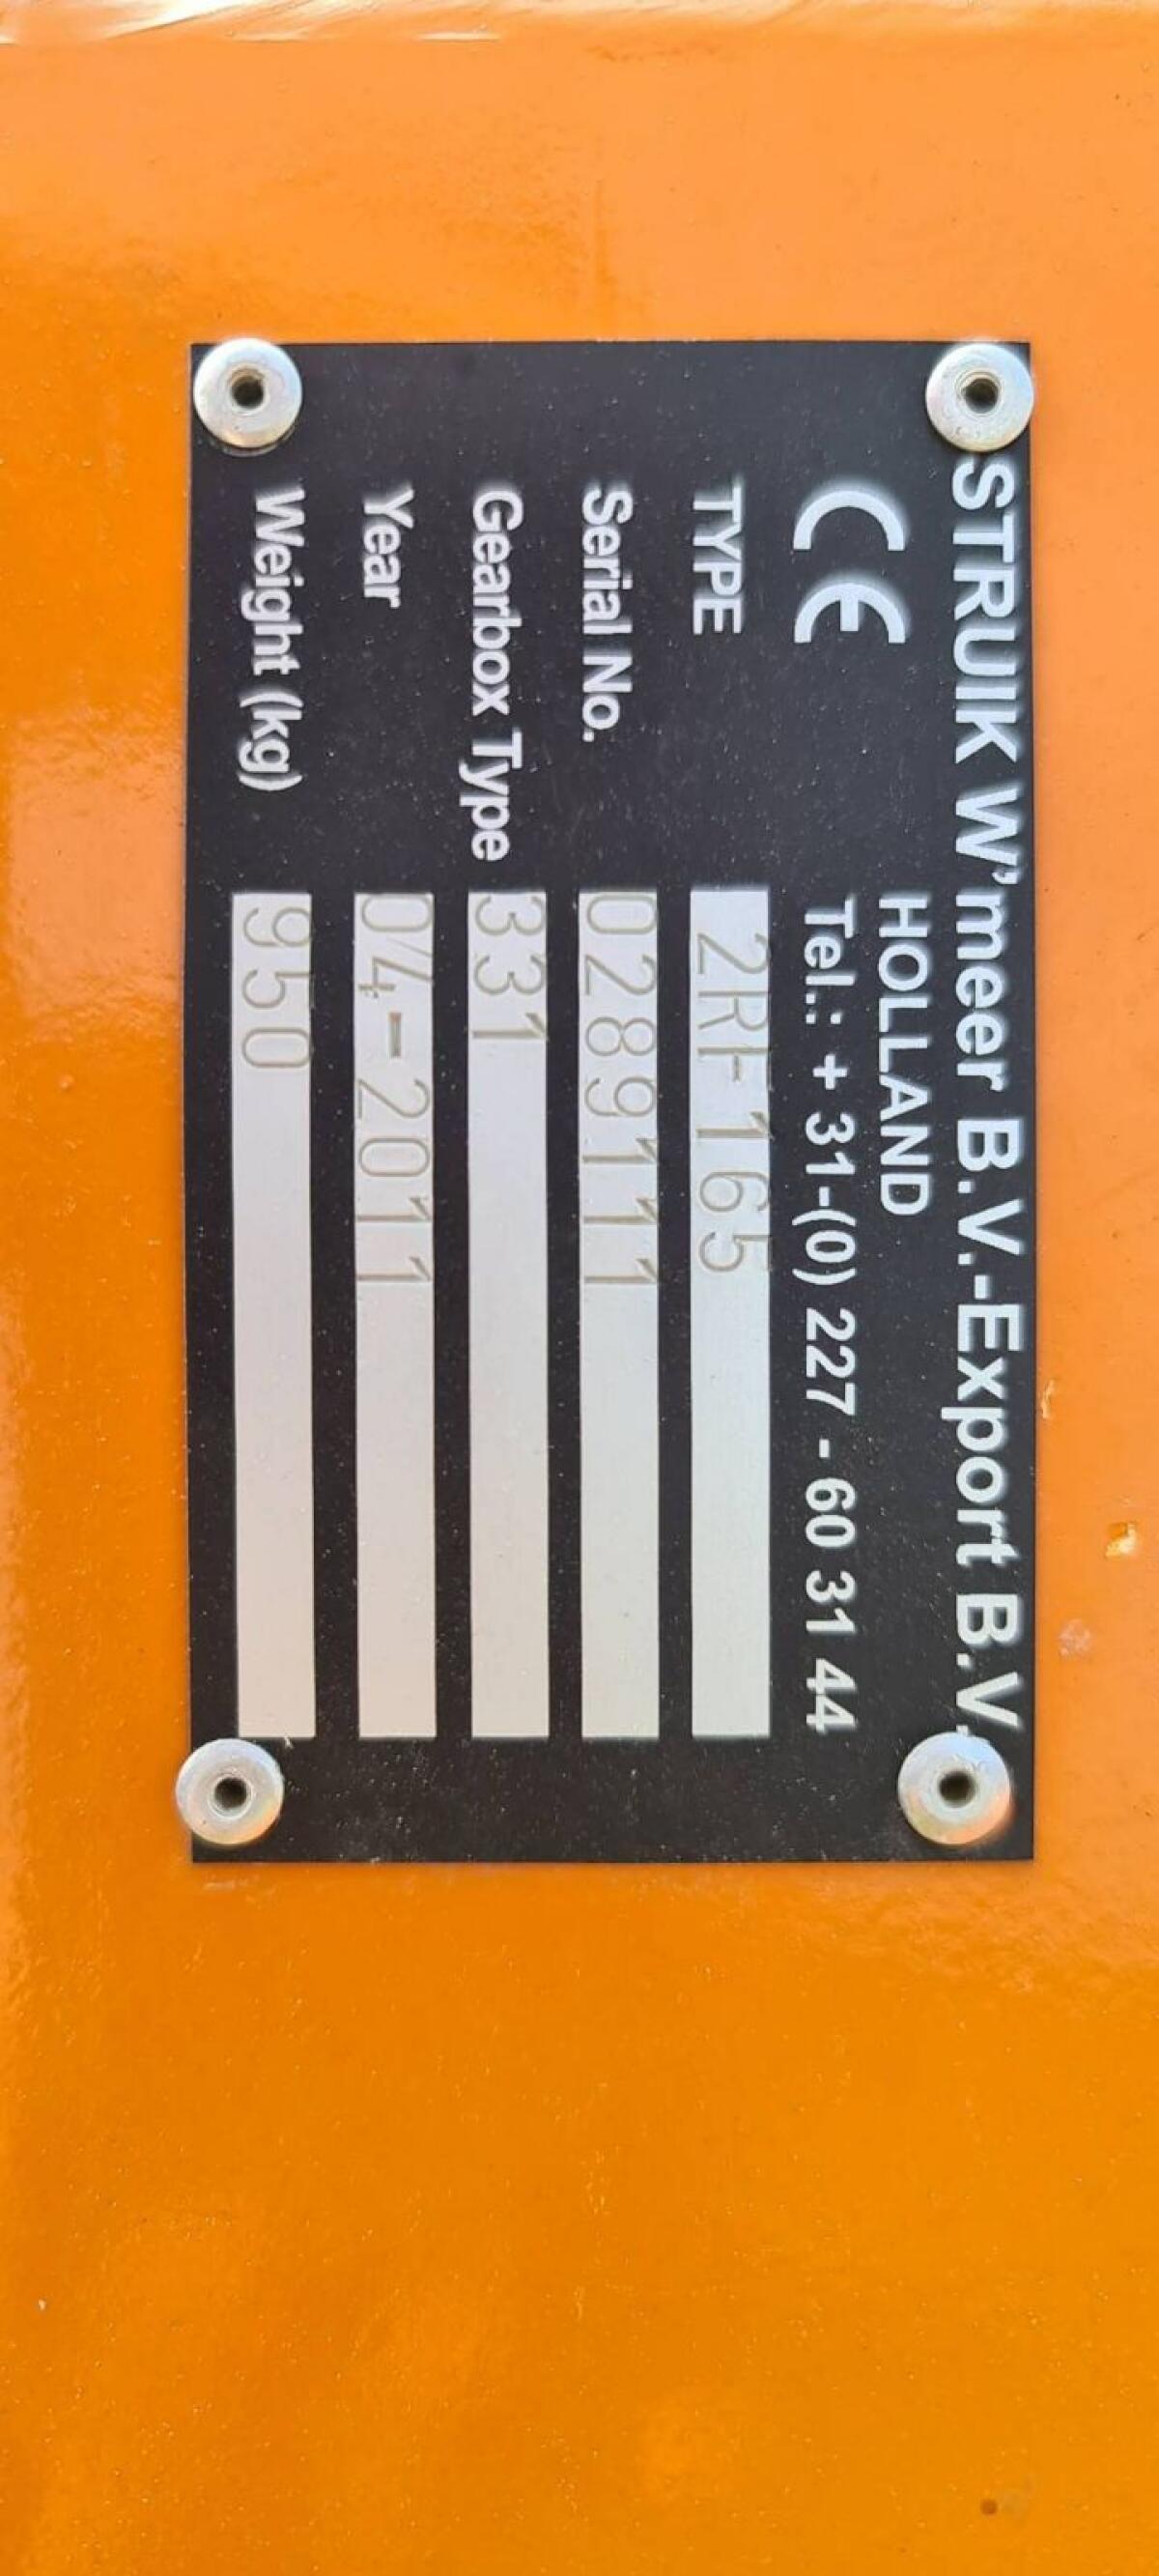 STRUIK W'meer B.V.-Export B.V.
HOLLAND
CE Tel.: + 31-(0) 227 - 60 31 44
TYPE 2RF165
Serial No. 0289111
Gearbox Type 331
Year 04-2011
Weight (kg) 950